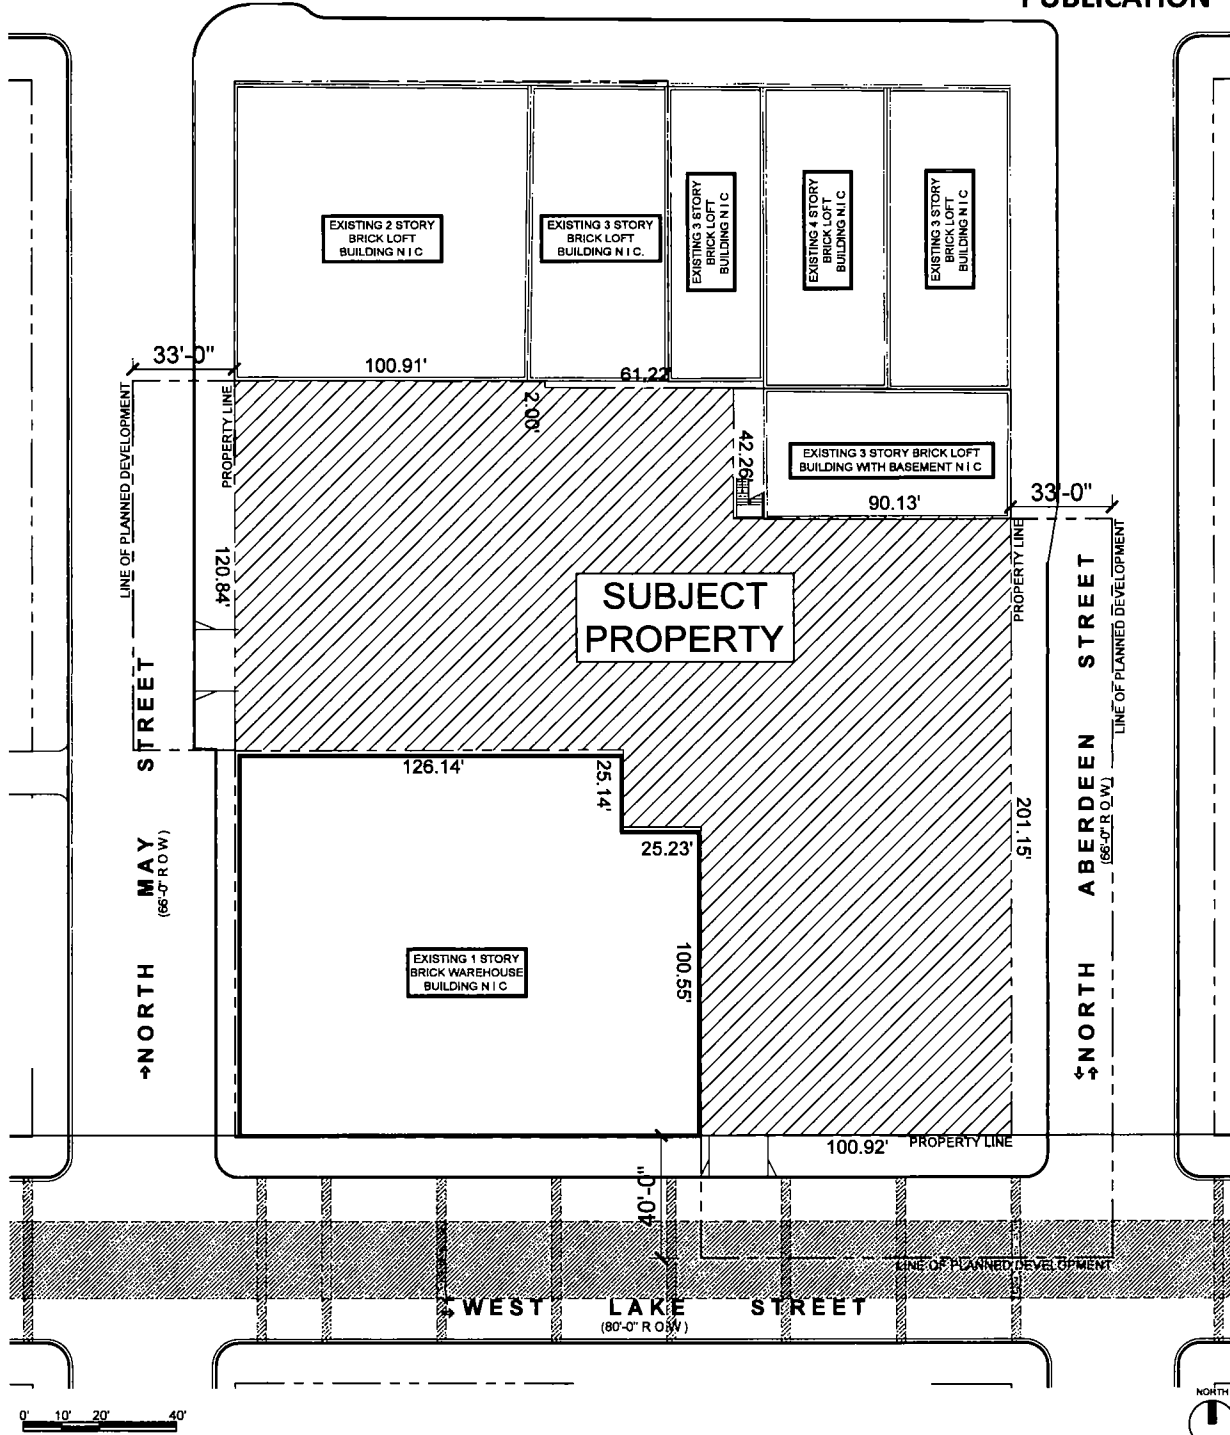 PUBLICATION
EXISTING 2 STORY
BRICK LOFT
BUILDING N I C
EXISTING 3 STORY
BRICK LOFT
BUILDING N I C.
EXISTING 3 STORY
BRICK LOFT
BUILDING N I C
EXISTING 4 STORY
BRICK LOFT
BUILDING N I C
EXISTING 3 STORY
BRICK LOFT
BUILDING N I C
33'-0"
100.91'
61.22'
2.00'
LINE OF PLANNED DEVELOPMENT
PROPERTY LINE
42.26'
EXISTING 3 STORY BRICK LOFT
BUILDING WITH BASEMENT N I C
90.13'
33'-0"
120.84'
SUBJECT
PROPERTY
PROPERTY LINE
LINE OF PLANNED DEVELOPMENT
NORTH MAY STREET
(66'-0" R O W)
126.14'
25.14'
25.23'
201.15'
NORTH ABERDEEN STREET
(66'-0" R O W)
EXISTING 1 STORY
BRICK WAREHOUSE
BUILDING N I C
100.55'
100.92'
PROPERTY LINE
40'-0"
LINE OF PLANNED DEVELOPMENT
WEST LAKE STREET
(80'-0" R O W)
0' 10' 20' 40'
NORTH